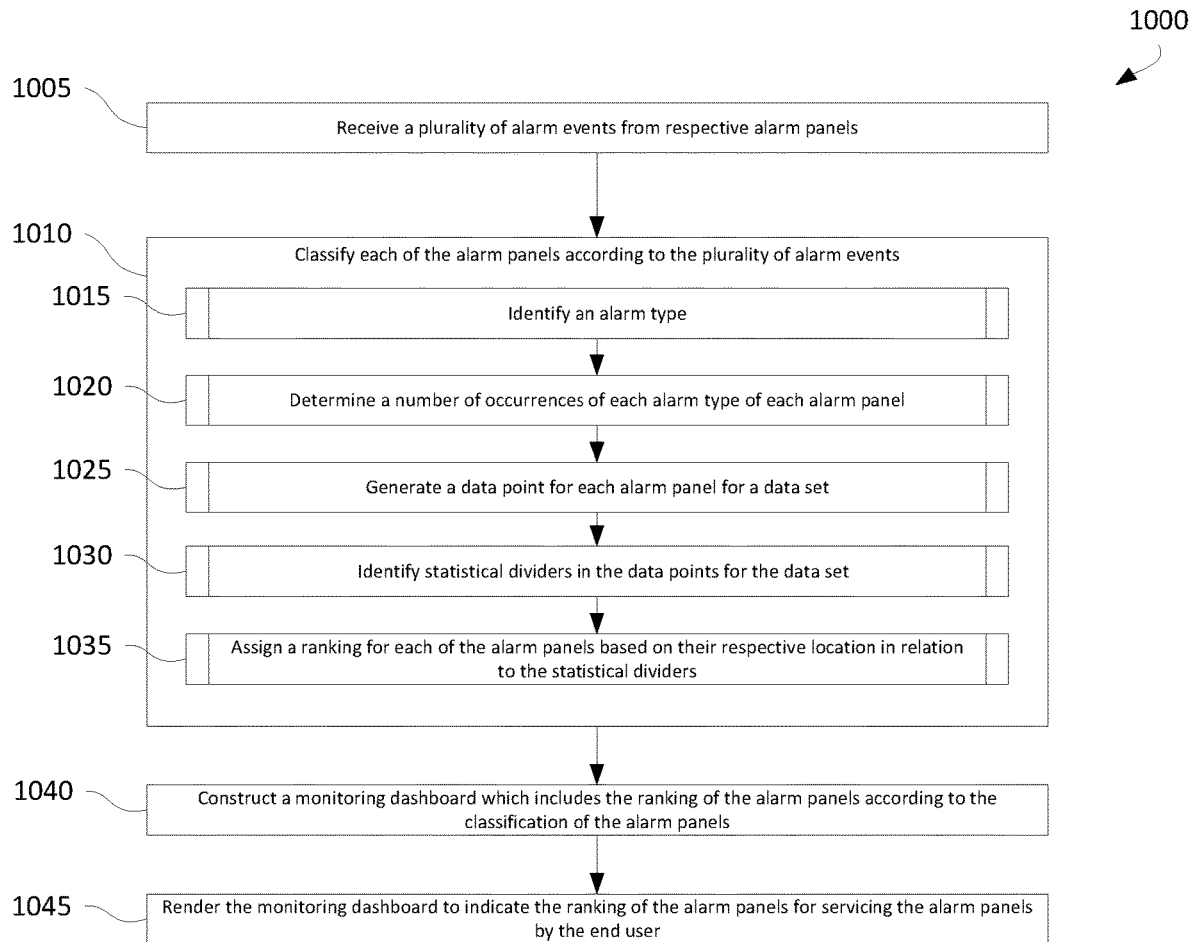 1000
1005
Receive a plurality of alarm events from respective alarm panels
1010
Classify each of the alarm panels according to the plurality of alarm events
1015
Identify an alarm type
1020
Determine a number of occurrences of each alarm type of each alarm panel
1025
Generate a data point for each alarm panel for a data set
1030
Identify statistical dividers in the data points for the data set
1035
Assign a ranking for each of the alarm panels based on their respective location in relation
to the statistical dividers
1040
Construct a monitoring dashboard which includes the ranking of the alarm panels according to the
classification of the alarm panels
1045
Render the monitoring dashboard to indicate the ranking of the alarm panels for servicing the alarm panels
by the end user